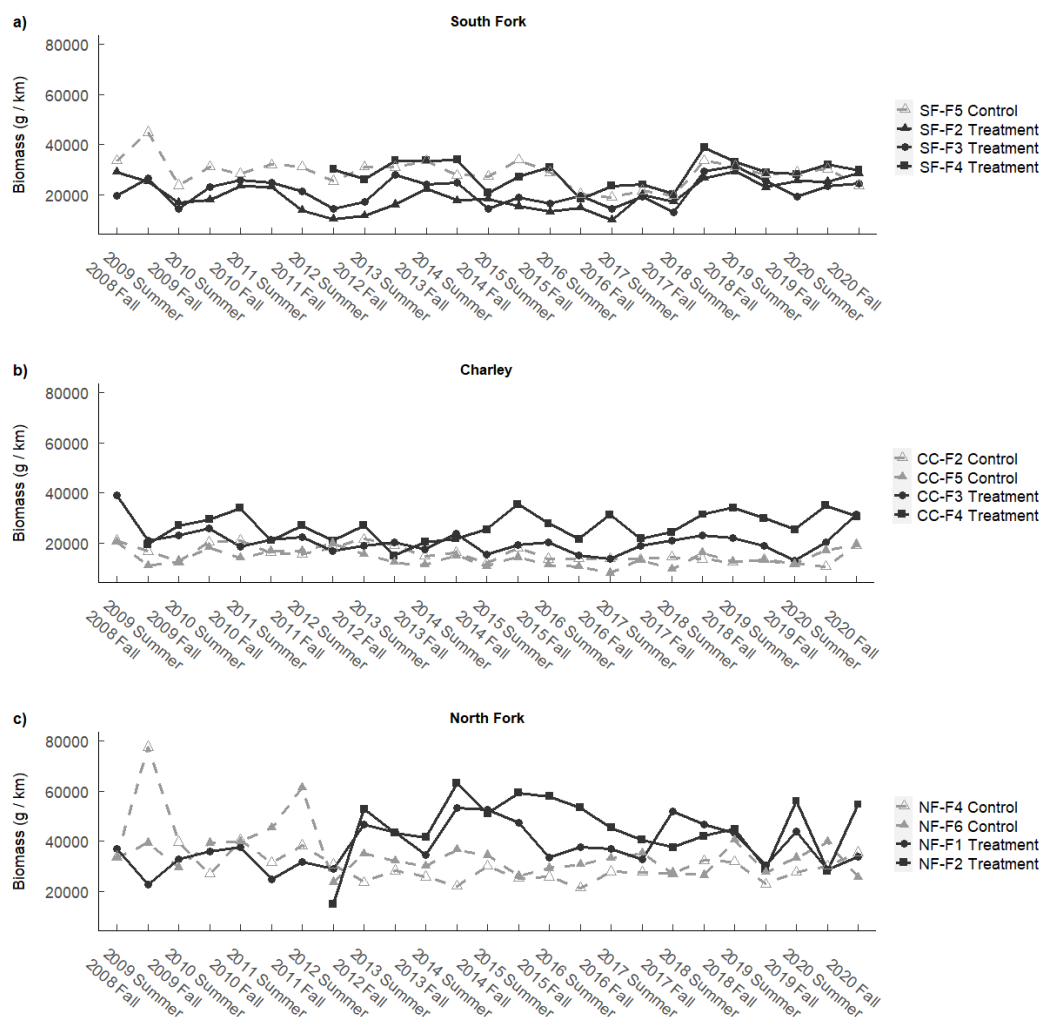 a)
South Fork
Biomass (g / km)
80000
60000
40000
20000
2008 Fall
2009 Summer
2009 Fall
2010 Summer
2010 Fall
2011 Summer
2011 Fall
2012 Summer
2012 Fall
2013 Summer
2013 Fall
2014 Summer
2014 Fall
2015 Summer
2015 Fall
2016 Summer
2016 Fall
2017 Summer
2017 Fall
2018 Summer
2018 Fall
2019 Summer
2019 Fall
2020 Summer
2020 Fall
SF-F5 Control
SF-F2 Treatment
SF-F3 Treatment
SF-F4 Treatment
b)
Charley
Biomass (g / km)
80000
60000
40000
20000
2008 Fall
2009 Summer
2009 Fall
2010 Summer
2010 Fall
2011 Summer
2011 Fall
2012 Summer
2012 Fall
2013 Summer
2013 Fall
2014 Summer
2014 Fall
2015 Summer
2015 Fall
2016 Summer
2016 Fall
2017 Summer
2017 Fall
2018 Summer
2018 Fall
2019 Summer
2019 Fall
2020 Summer
2020 Fall
CC-F2 Control
CC-F5 Control
CC-F3 Treatment
CC-F4 Treatment
c)
North Fork
Biomass (g / km)
80000
60000
40000
20000
2008 Fall
2009 Summer
2009 Fall
2010 Summer
2010 Fall
2011 Summer
2011 Fall
2012 Summer
2012 Fall
2013 Summer
2013 Fall
2014 Summer
2014 Fall
2015 Summer
2015 Fall
2016 Summer
2016 Fall
2017 Summer
2017 Fall
2018 Summer
2018 Fall
2019 Summer
2019 Fall
2020 Summer
2020 Fall
NF-F4 Control
NF-F6 Control
NF-F1 Treatment
NF-F2 Treatment